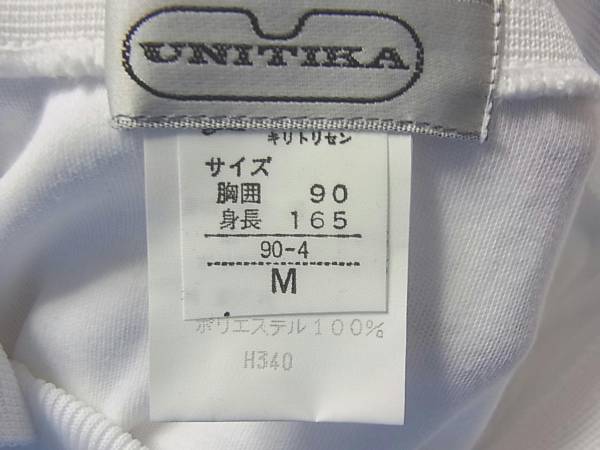 UNITIKA
キリトリセン
サイズ
胸囲 90
身長 165
90-4
M
ポリエステル100%
H340